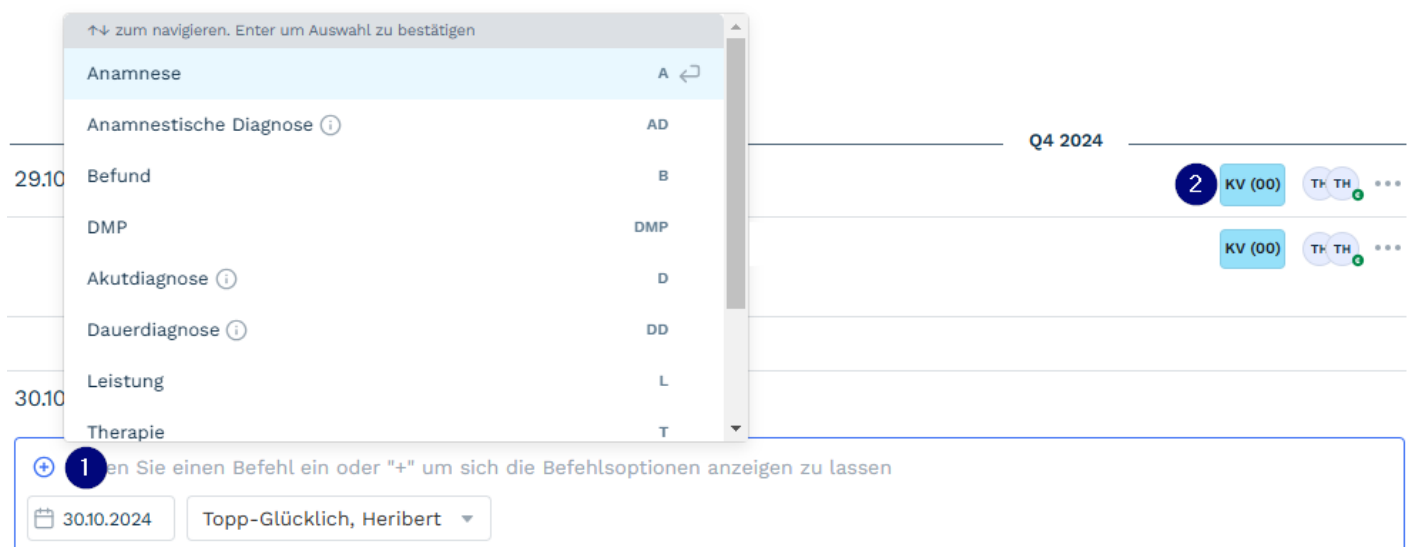 ↑↓ zum navigieren. Enter um Auswahl zu bestätigen
Anamnese A
Anamnestische Diagnose AD
Befund B
DMP DMP
Akutdiagnose D
Dauerdiagnose DD
Leistung L
Therapie T
Q4 2024
29.10
2 KV (00) TH TH
KV (00) TH TH
30.10
1 en Sie einen Befehl ein oder "+" um sich die Befehlsoptionen anzeigen zu lassen
30.10.2024 Topp-Glücklich, Heribert